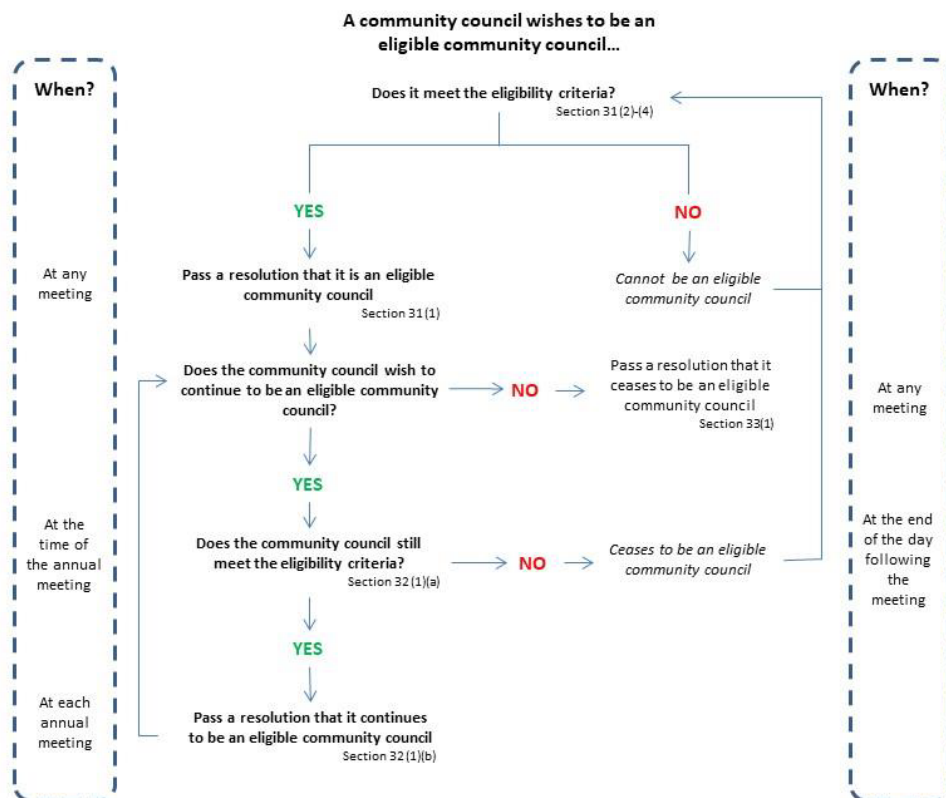 A community council wishes to be an
eligible community council...
When?
Does it meet the eligibility criteria?
Section 31(2)-(4)
When?
YES
NO
At any
meeting
Pass a resolution that it is an eligible
community council
Section 31(1)
Cannot be an eligible
community council
Does the community council wish to
continue to be an eligible community
council?
NO
Pass a resolution that it
ceases to be an eligible
community council
Section 33(1)
At any
meeting
YES
At the
time of
the annual
meeting
Does the community council still
meet the eligibility criteria?
Section 32(1)(a)
NO
Ceases to be an eligible
community council
At the end
of the day
following
the
meeting
YES
At each
annual
meeting
Pass a resolution that it continues
to be an eligible community council
Section 32(1)(b)